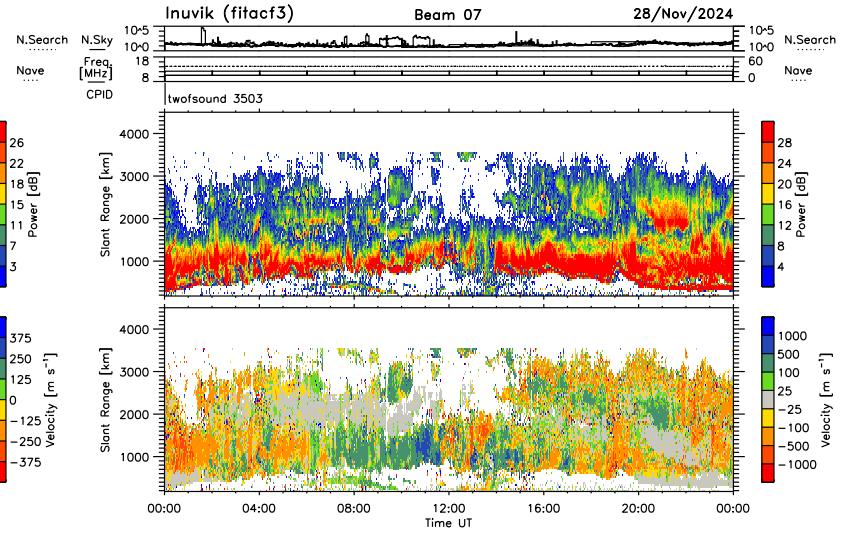 Inuvik (fitacf3) Beam 07 28/Nov/2024
N.Search N.Sky 10^5 10^0 10^5 10^0 N.Search
Nave Freq. [MHz] 18 8 60 0 Nave
CPID twofsound 3503
Power [dB] 26 22 18 15 11 7 3
Slant Range [km] 4000 3000 2000 1000
28 24 20 16 12 8 4 Power [dB]
375 250 125 0 -125 -250 -375 Velocity [m s⁻¹]
Slant Range [km] 4000 3000 2000 1000
1000 500 100 25 -25 -100 -500 -1000 Velocity [m s⁻¹]
00:00 04:00 08:00 12:00 16:00 20:00 00:00
Time UT